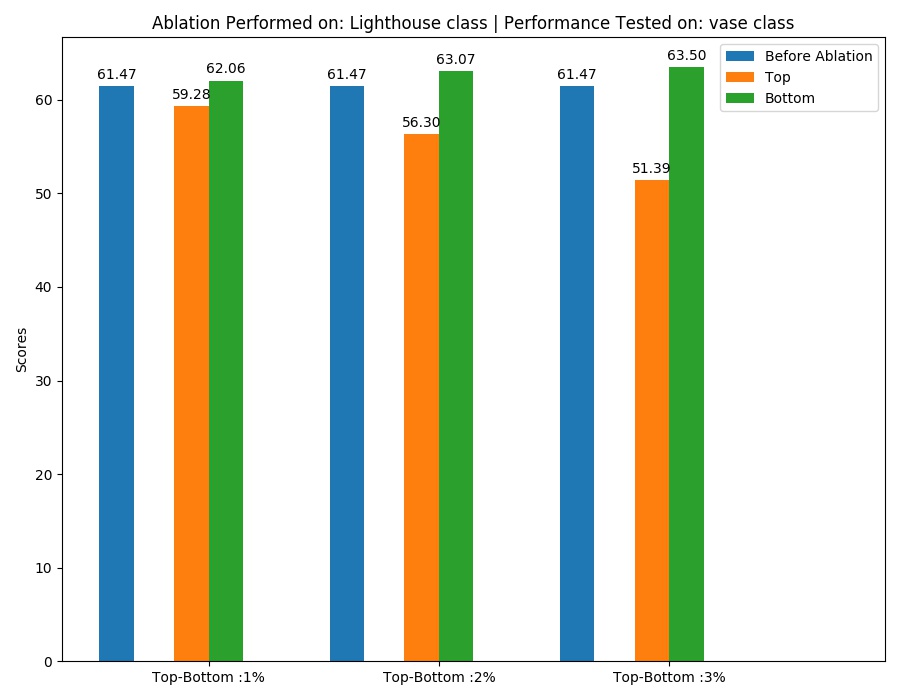 Ablation Performed on: Lighthouse class | Performance Tested on: vase class
Before Ablation
Top
Bottom
61.47
59.28
62.06
61.47
56.30
63.07
61.47
51.39
63.50
Scores
60
50
40
30
20
10
0
Top-Bottom :1%
Top-Bottom :2%
Top-Bottom :3%